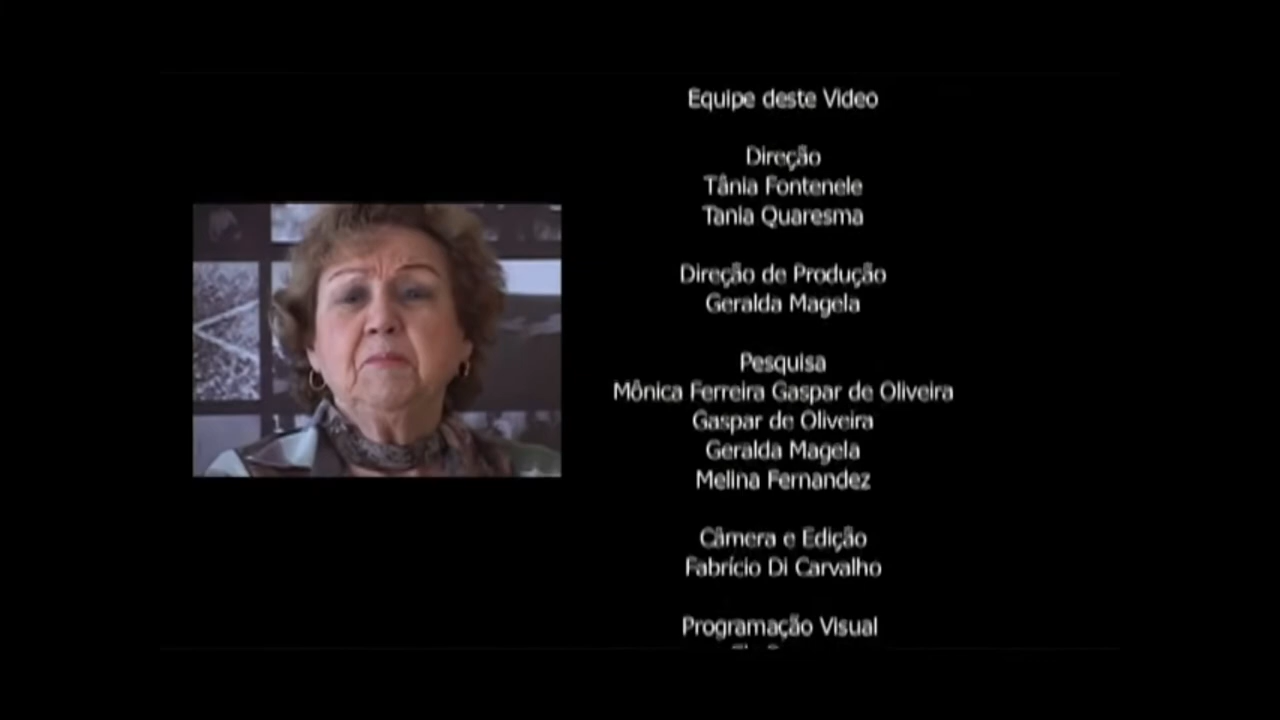 Equipe deste Video
Direção
Tânia Fontenele
Tania Quaresma
Direção de Produção
Geralda Magela
Pesquisa
Mônica Ferreira Gaspar de Oliveira
Gaspar de Oliveira
Geralda Magela
Melina Fernandez
Câmera e Edição
Fabrício Di Carvalho
Programação Visual